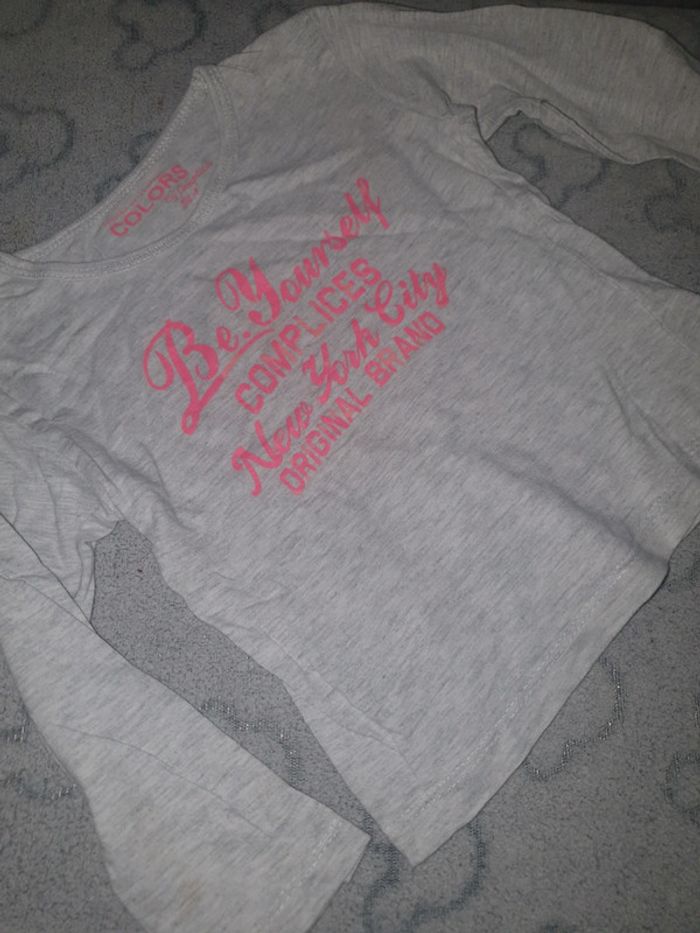 COLORS
Be.Yourself
COMPLICES
New York City
ORIGINAL BRAND